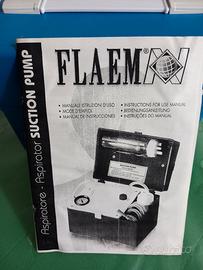 Aspiratore - Aspirator SUCTION PUMP
FLAEM®
• MANUALE ISTRUZIONI D'USO
• MODE D'EMPLOI
• MANUAL DE INSTRUCCIONES
• INSTRUCTIONS FOR USE MANUAL
• BEDIENUNGSANLEITUNG
• INSTRUÇÕES DO MANUAL